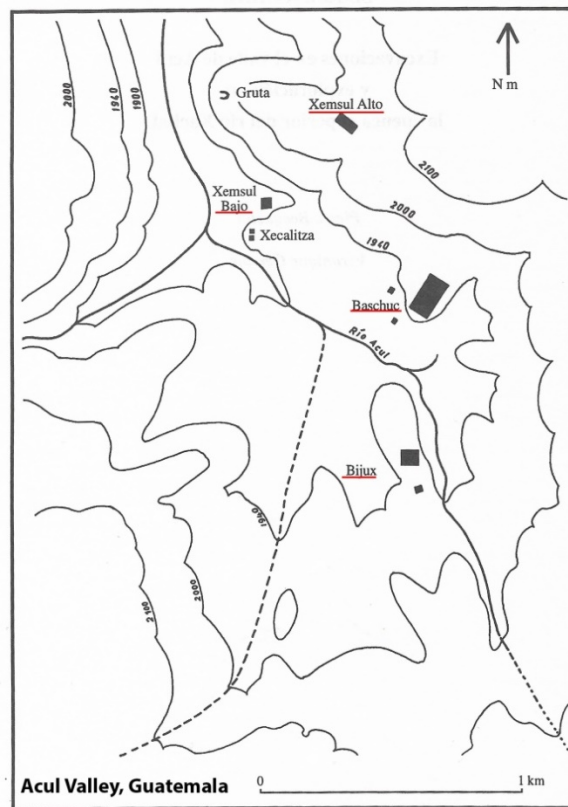 2000
1940
1900
N m
Gruta
Xemsul Alto
2100
Xemsul
Bajo
2000
Xecalitza
1940
Baschuc
Río Acul
Bijux
1940
2000
2100
Acul Valley, Guatemala
0
1 km